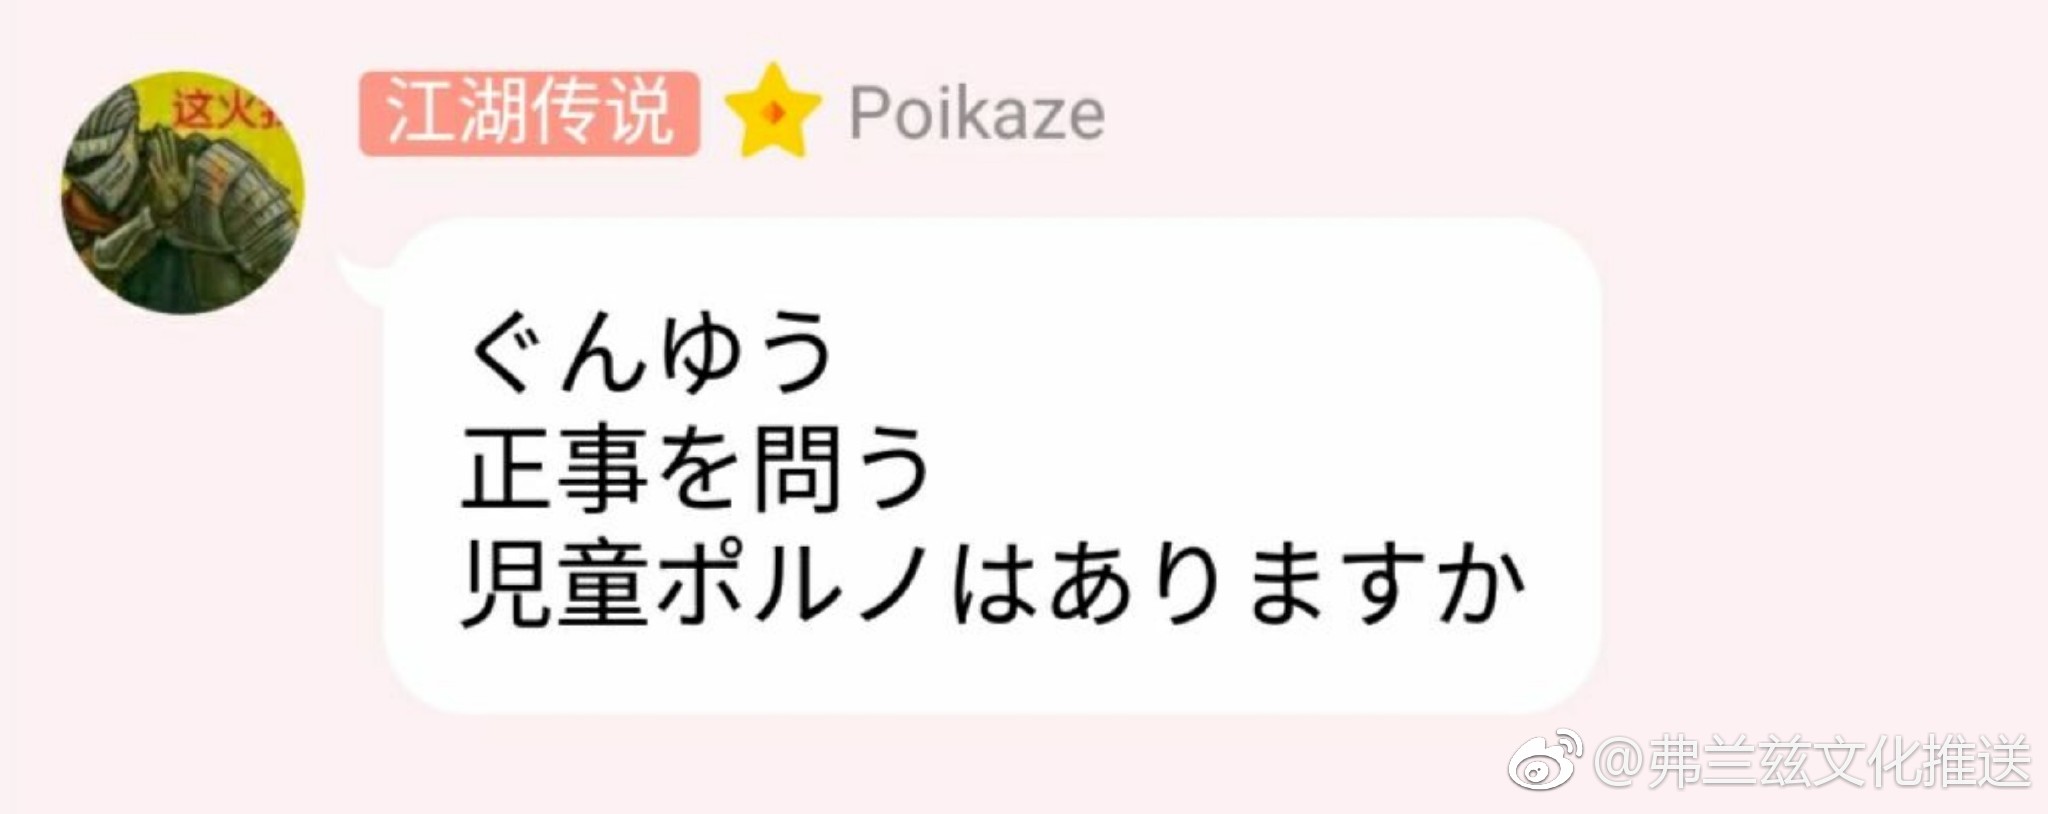 这火
江湖传说 Poikaze
ぐんゆう
正事を問う
児童ポルノはありますか
@弗兰兹文化推送